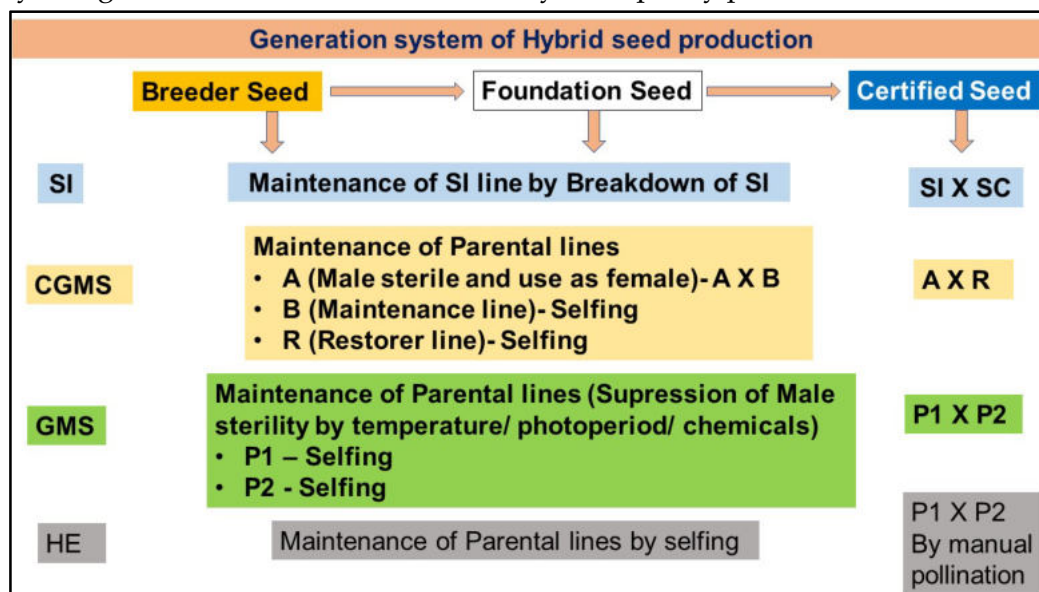 Generation system of Hybrid seed production
Breeder Seed
Foundation Seed
Certified Seed
SI
Maintenance of SI line by Breakdown of SI
SI X SC
CGMS
Maintenance of Parental lines
• A (Male sterile and use as female)- A X B
• B (Maintenance line)- Selfing
• R (Restorer line)- Selfing
A X R
GMS
Maintenance of Parental lines (Supression of Male
sterility by temperature/ photoperiod/ chemicals)
• P1 – Selfing
• P2 - Selfing
P1 X P2
HE
Maintenance of Parental lines by selfing
P1 X P2
By manual
pollination